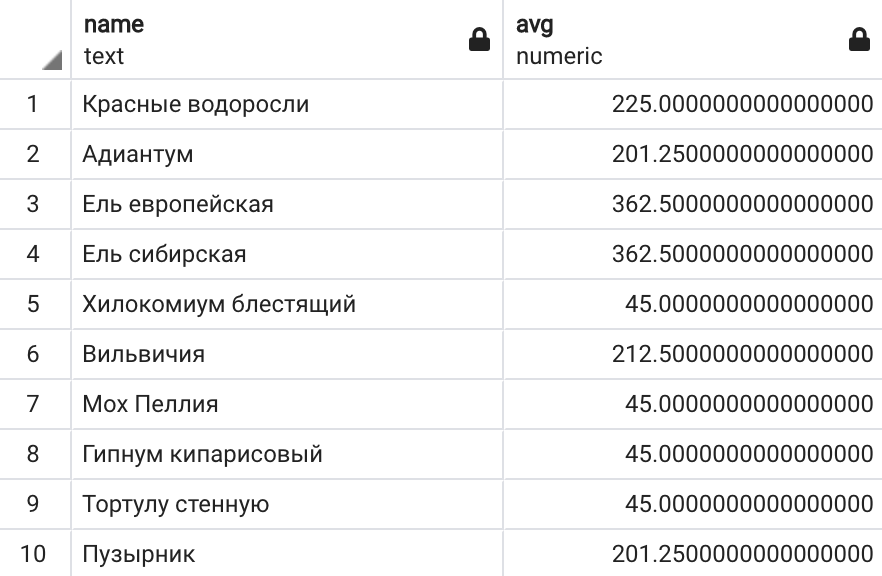 name avg
text numeric
1 Красные водоросли 225.0000000000000000
2 Адиантум 201.2500000000000000
3 Ель европейская 362.5000000000000000
4 Ель сибирская 362.5000000000000000
5 Хилокомиум блестящий 45.0000000000000000
6 Вильвичия 212.5000000000000000
7 Мох Пеллия 45.0000000000000000
8 Гипнум кипарисовый 45.0000000000000000
9 Тортулу стенную 45.0000000000000000
10 Пузырник 201.2500000000000000